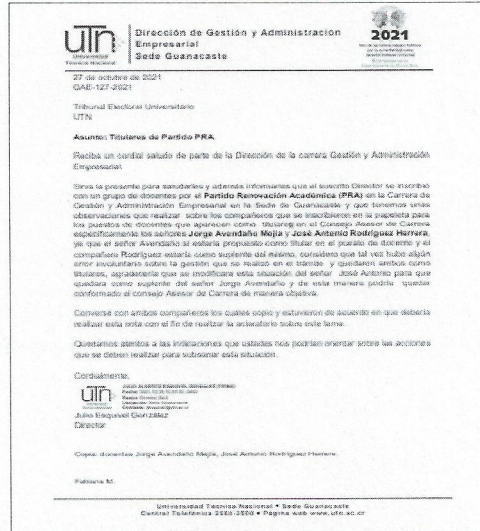 UTN
Universidad
Técnica Nacional
Dirección de Gestión y Administración
Empresarial
Sede Guanacaste
2021
27 de octubre de 2021
GAE-127-2021
Tribunal Electoral Universitario
UTN
Asunto: Titulares de Partido PRA
Reciba un cordial saludo de parte de la Dirección de la carrera Gestión y Administración
Empresarial.
Sirva la presente para saludarles y además informarles que el suscrito Director se inscribió
con un grupo de docentes por el Partido Renovación Académica (PRA) en la Carrera de
Gestión y Administración Empresarial en la Sede de Guanacaste y que tenemos unas
observaciones que realizar sobre los compañeros que se inscribieron en la papeleta para
los puestos de docentes que aparecen como titulares en el Consejo Asesor de Carrera
específicamente los señores Jorge Avendaño Mejía y José Antonio Rodríguez Herrera,
ya que el señor Avendaño si estaría propuesto como titular en el puesto de docente y el
compañero Rodríguez estaría como suplente del mismo, considero que tal vez hubo algún
error involuntario sobre la gestión que se realizó en el trámite y quedaron ambos como
titulares, agradecería que se modificara esta situación del señor José Antonio para que
quedara como suplente del señor Jorge Avendaño y de esta manera podría quedar
conformado el consejo Asesor de Carrera de manera objetiva.
Converse con ambos compañeros los cuales copio y estuvieron de acuerdo en que debería
realizar esta nota con el fin de realizar la aclaratoria sobre este tema.
Quedamos atentos a las indicaciones que ustedes nos podrían orientar sobre las acciones
que se deben realizar para subsanar esta situación.
Cordialmente,
UTN
Julio Esquivel González
Director
Copia: docentes Jorge Avendaño Mejía, José Antonio Rodríguez Herrera.
Fabiana M.
Universidad Técnica Nacional • Sede Guanacaste
Central Telefónica 2668-3500 • Página web www.utn.ac.cr